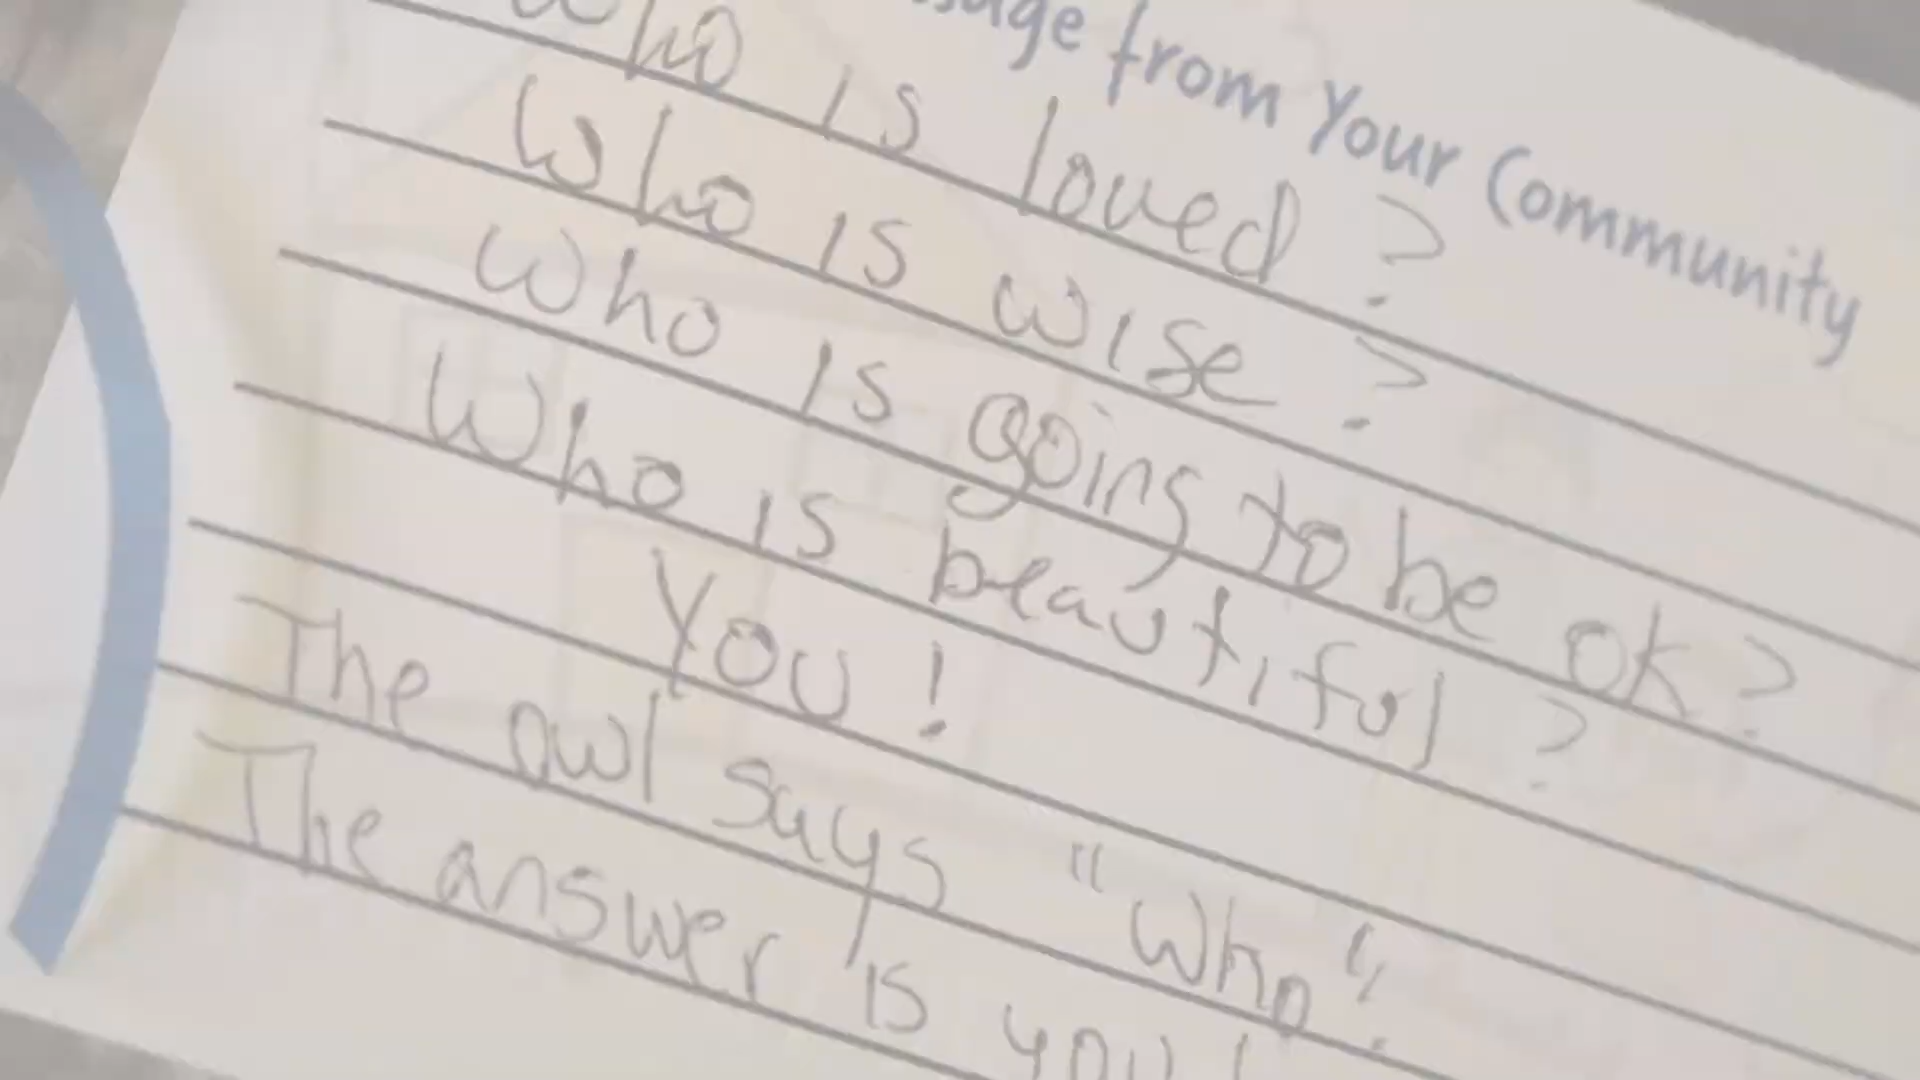 from Your Community
Who is loved?
Who is wise?
Who is going to be ok?
Who is beautiful?
You!
The owl says "Who".
The answer is you!